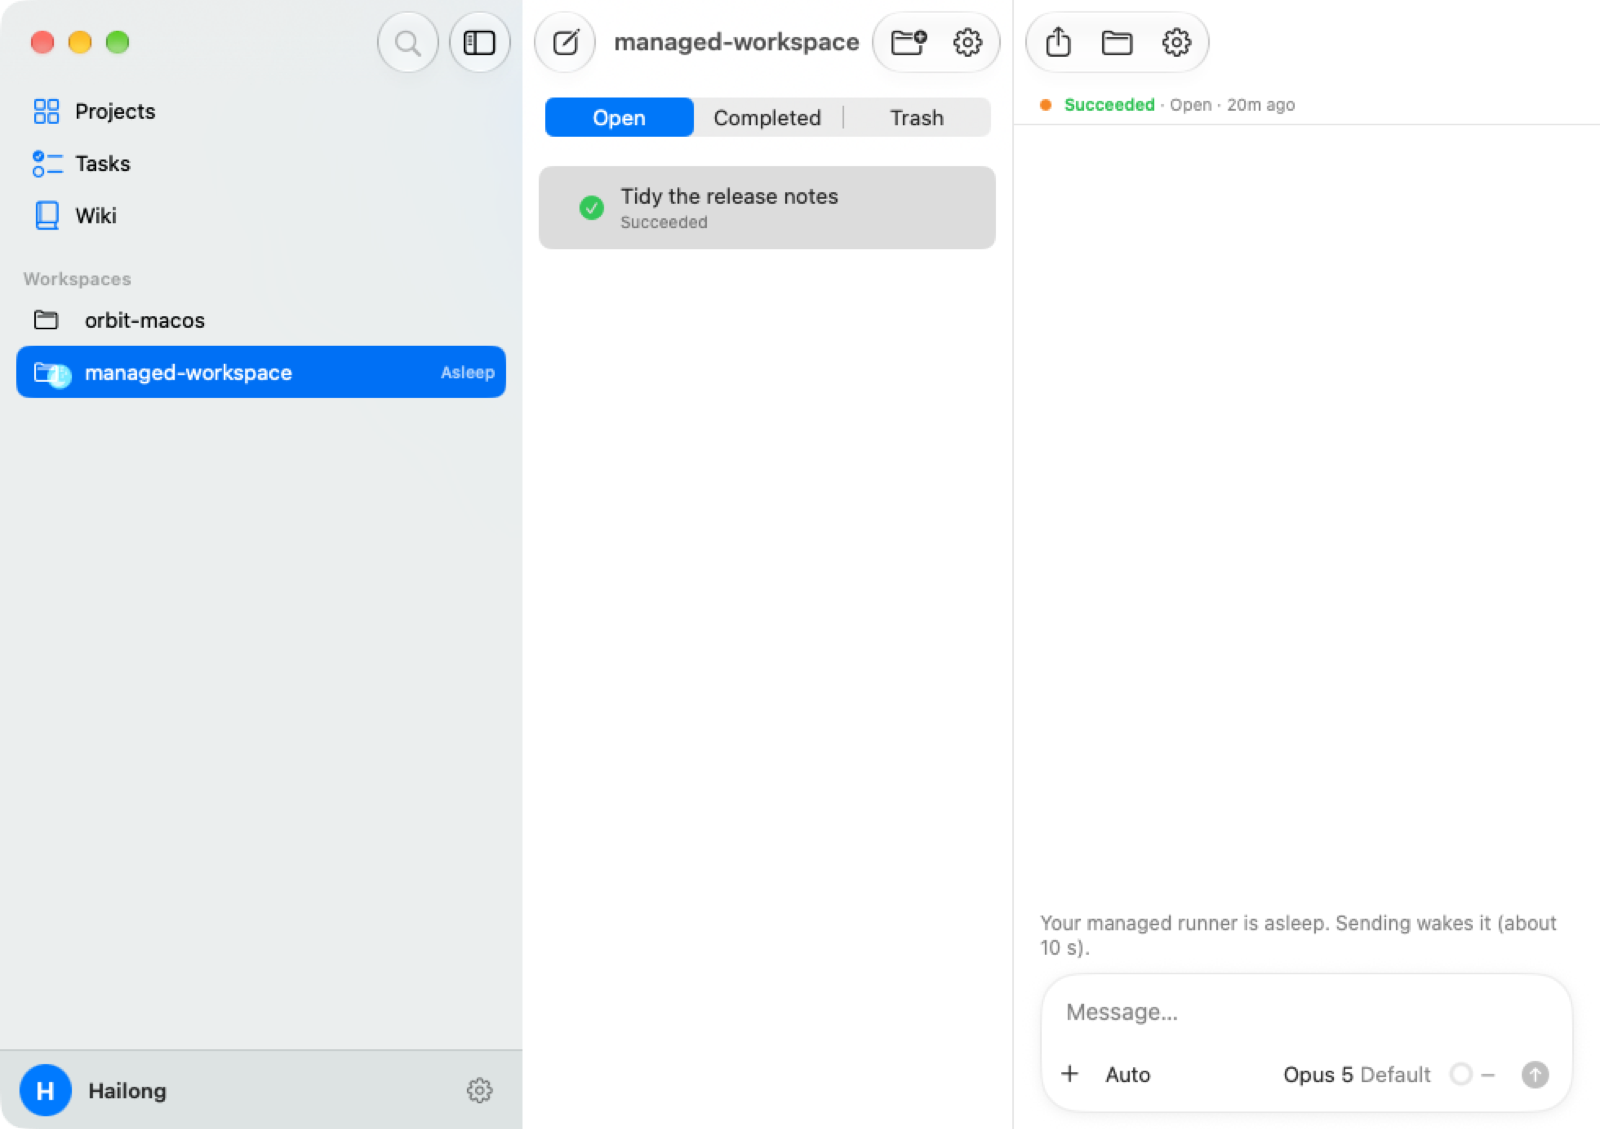 Projects
Tasks
Wiki
Workspaces
orbit-macos
managed-workspace Asleep
H Hailong
managed-workspace
Open Completed Trash
Tidy the release notes
Succeeded
Succeeded · Open · 20m ago
Your managed runner is asleep. Sending wakes it (about
10 s).
Message...
+ Auto Opus 5 Default –